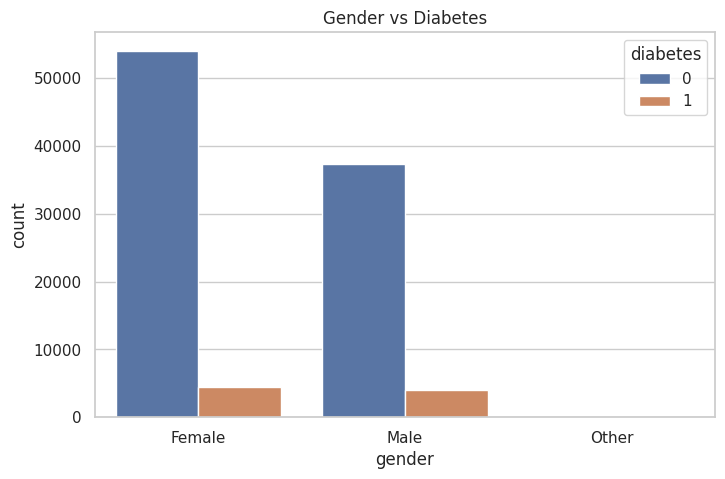 Gender vs Diabetes
diabetes
0
1
50000
40000
30000
20000
10000
0
count
Female
Male
Other
gender